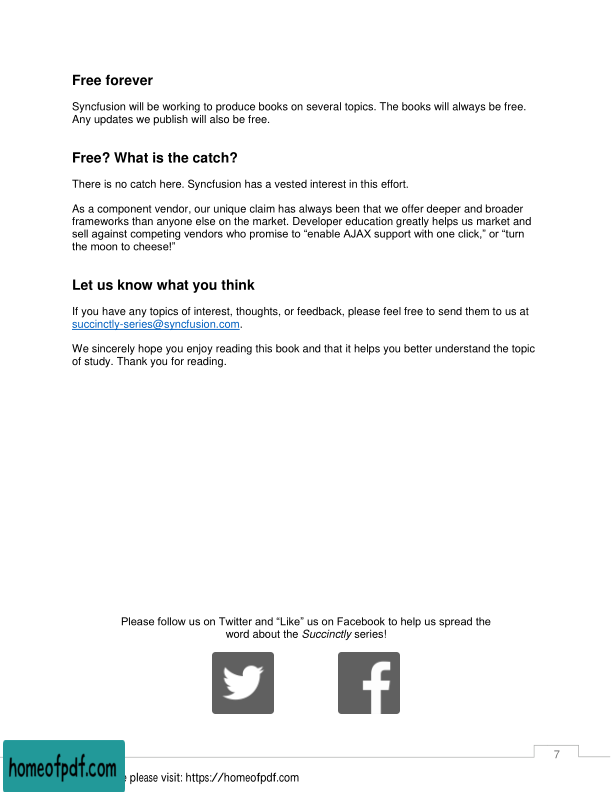 Free forever
Syncfusion will be working to produce books on several topics. The books will always be free.
Any updates we publish will also be free.
Free? What is the catch?
There is no catch here. Syncfusion has a vested interest in this effort.
As a component vendor, our unique claim has always been that we offer deeper and broader
frameworks than anyone else on the market. Developer education greatly helps us market and
sell against competing vendors who promise to “enable AJAX support with one click,” or “turn
the moon to cheese!”
Let us know what you think
If you have any topics of interest, thoughts, or feedback, please feel free to send them to us at
succinctly-series@syncfusion.com.
We sincerely hope you enjoy reading this book and that it helps you better understand the topic
of study. Thank you for reading.
Please follow us on Twitter and “Like” us on Facebook to help us spread the
word about the Succinctly series!
7
homeofpdf.com
please visit: https://homeofpdf.com